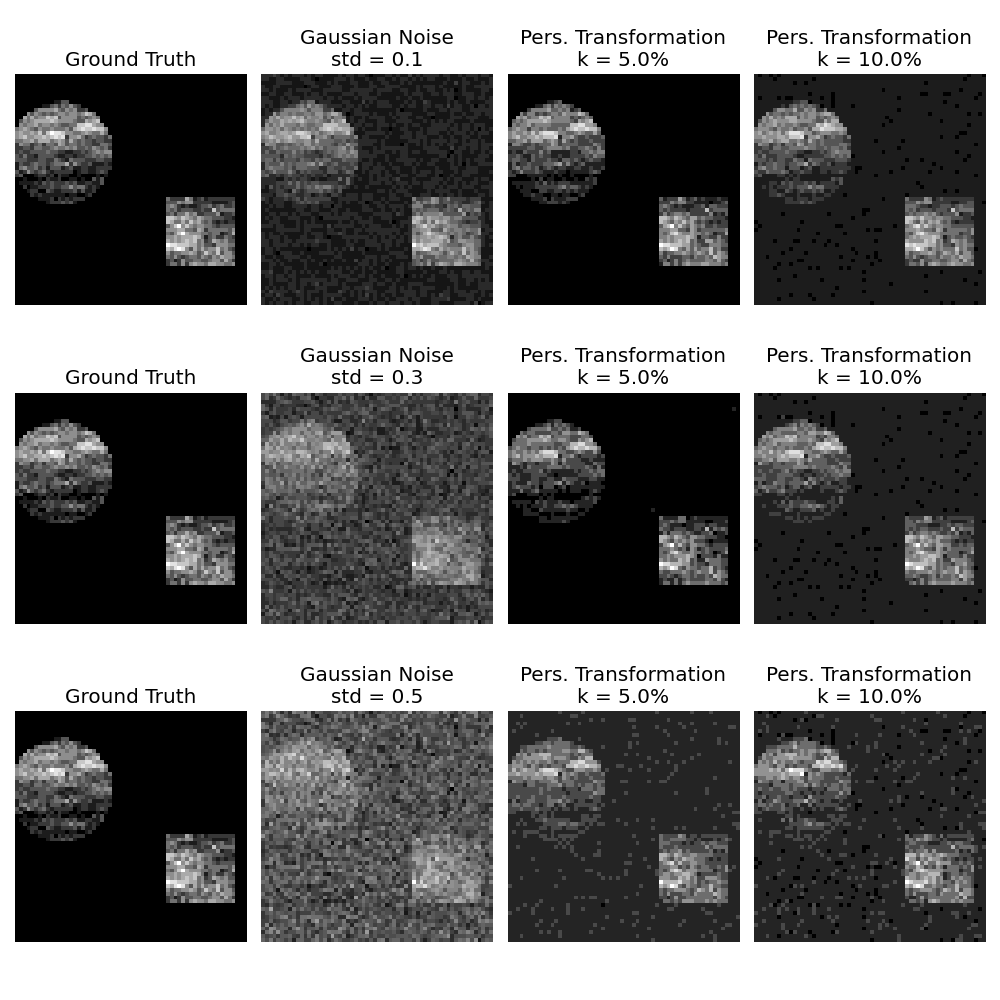 Ground Truth
Gaussian Noise
std = 0.1
Pers. Transformation
k = 5.0%
Pers. Transformation
k = 10.0%
Ground Truth
Gaussian Noise
std = 0.3
Pers. Transformation
k = 5.0%
Pers. Transformation
k = 10.0%
Ground Truth
Gaussian Noise
std = 0.5
Pers. Transformation
k = 5.0%
Pers. Transformation
k = 10.0%